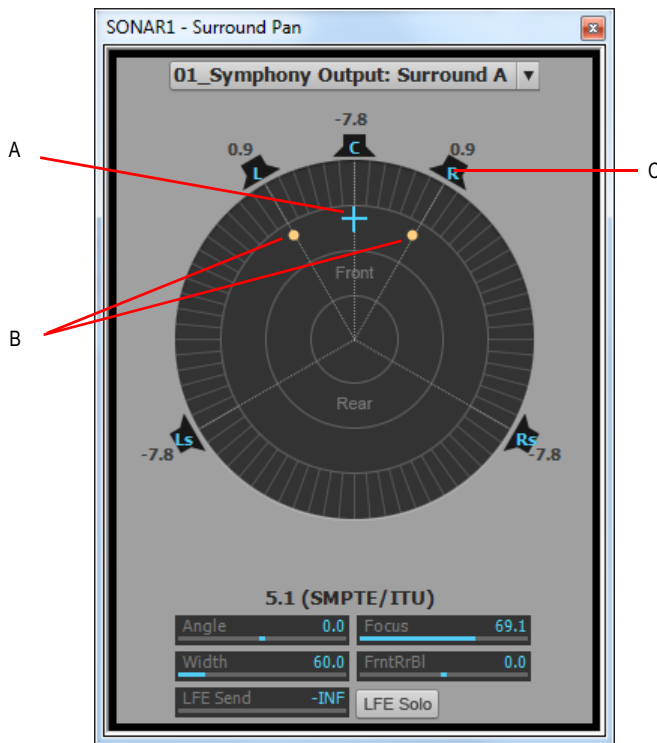 SONAR1 - Surround Pan
01_Symphony Output: Surround A
-7.8
A
0.9
C
0.9
L
R
C
Front
B
Rear
Ls
Rs
-7.8
-7.8
5.1 (SMPTE/ITU)
Angle 0.0 Focus 69.1
Width 60.0 FrntRrBl 0.0
LFE Send -INF LFE Solo